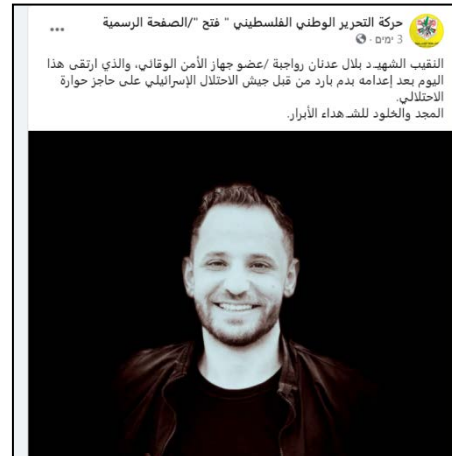 حركة التحرير الوطني الفلسطيني " فتح "/الصفحة الرسمية
3 ימים
النقيب الشهيـد بلال عدنان رواجبة /عضو جهاز الأمن الوقائي، والذي ارتقى هذا
اليوم بعد إعدامه بدم بارد من قبل جيش الاحتلال الإسرائيلي على حاجز حوارة
الاحتلالي.
المجد والخلود للشـهداء الأبرار.